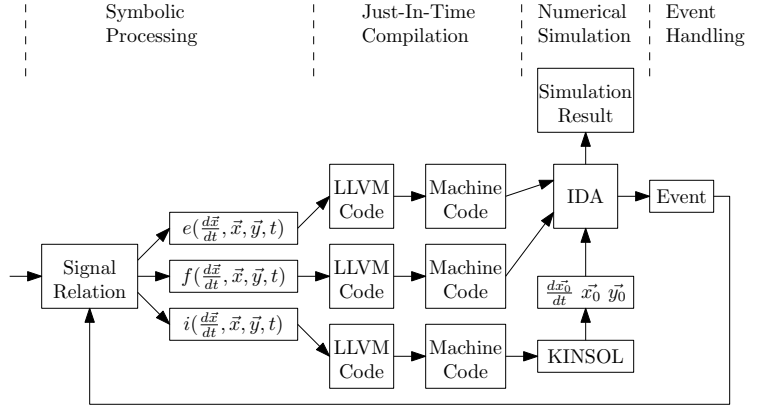 Symbolic
Processing
Just-In-Time
Compilation
Numerical
Simulation
Event
Handling
Simulation
Result
LLVM
Code
Machine
Code
IDA
Event
e(dx⃗/dt, x⃗, y⃗, t)
Signal
Relation
f(dx⃗/dt, x⃗, y⃗, t)
LLVM
Code
Machine
Code
dx⃗₀/dt x⃗₀ y⃗₀
i(dx⃗/dt, x⃗, y⃗, t)
LLVM
Code
Machine
Code
KINSOL